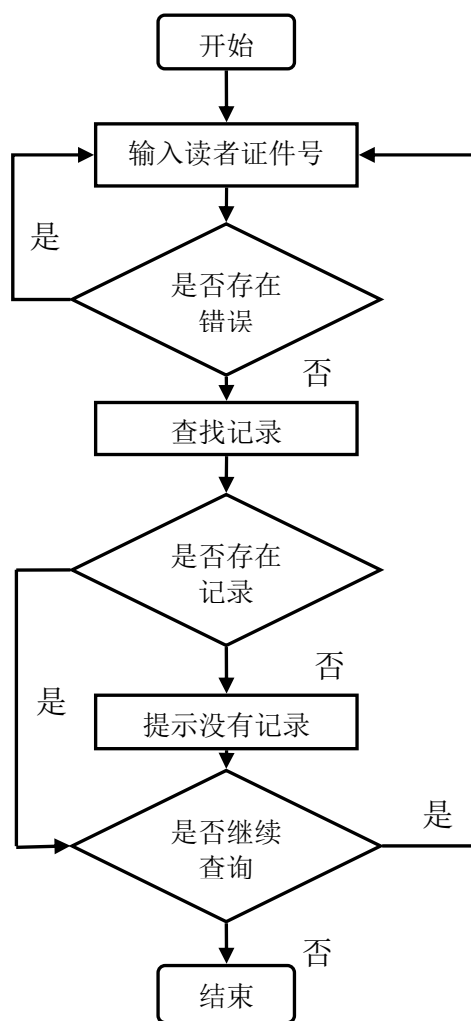 开始
输入读者证件号
是
是否存在
错误
否
查找记录
是否存在
记录
否
是
提示没有记录
是否继续
查询
是
否
结束